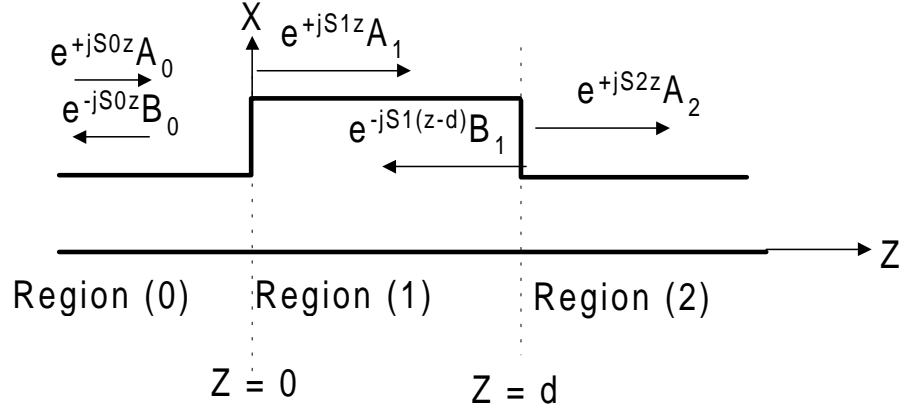 X
e^{+jS0z}A_0
e^{+jS1z}A_1
e^{-jS0z}B_0
e^{-jS1(z-d)}B_1
e^{+jS2z}A_2
Z
Region (0)
Region (1)
Region (2)
Z = 0
Z = d